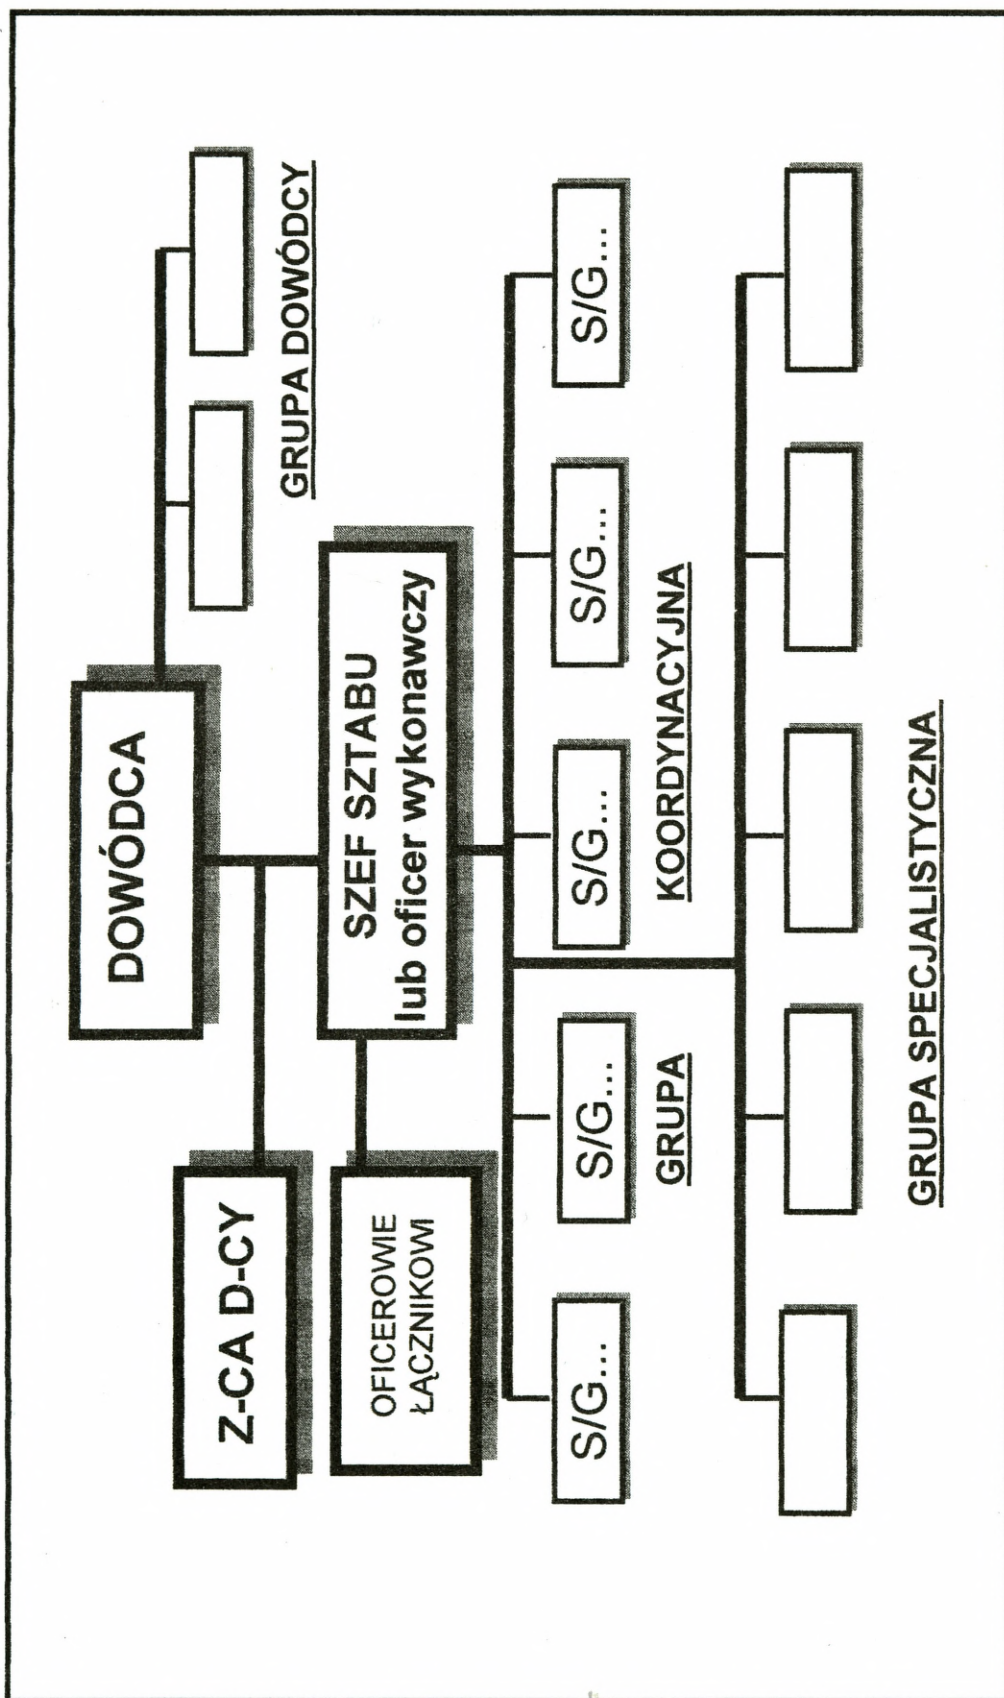 DOWÓDCA
GRUPA DOWÓDCY
Z-CA D-CY
SZEF SZTABU
lub oficer wykonawczy
OFICEROWIE
ŁĄCZNIKOWI
S/G...
S/G...
S/G...
S/G...
S/G...
GRUPA
KOORDYNACYJNA
GRUPA SPECJALISTYCZNA